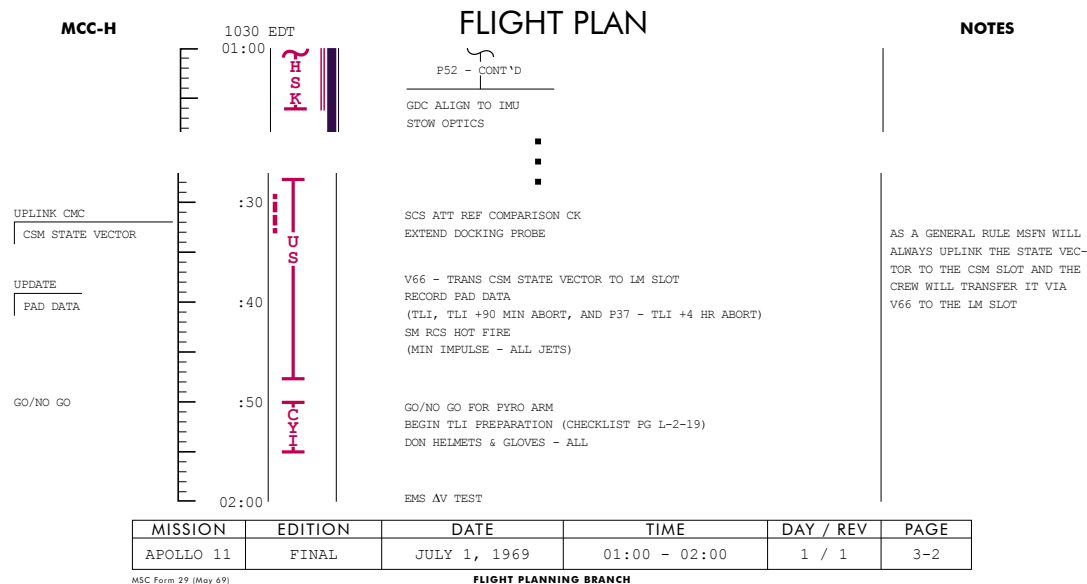 MCC-H
FLIGHT PLAN
NOTES
1030 EDT
01:00
HSK
P52 - CONT'D
GDC ALIGN TO IMU
STOW OPTICS
:30
UPLINK CMC
CSM STATE VECTOR
US
SCS ATT REF COMPARISON CK
EXTEND DOCKING PROBE
AS A GENERAL RULE MSFN WILL
ALWAYS UPLINK THE STATE VEC-
TOR TO THE CSM SLOT AND THE
CREW WILL TRANSFER IT VIA
V66 TO THE LM SLOT
UPDATE
PAD DATA
:40
V66 - TRANS CSM STATE VECTOR TO LM SLOT
RECORD PAD DATA
(TLI, TLI +90 MIN ABORT, AND P37 - TLI +4 HR ABORT)
SM RCS HOT FIRE
(MIN IMPULSE - ALL JETS)
GO/NO GO
:50
CYI
GO/NO GO FOR PYRO ARM
BEGIN TLI PREPARATION (CHECKLIST PG L-2-19)
DON HELMETS & GLOVES - ALL
02:00
EMS ΔV TEST
MISSION EDITION DATE TIME DAY / REV PAGE
APOLLO 11 FINAL JULY 1, 1969 01:00 - 02:00 1 / 1 3-2
MSC Form 29 (May 69)
FLIGHT PLANNING BRANCH